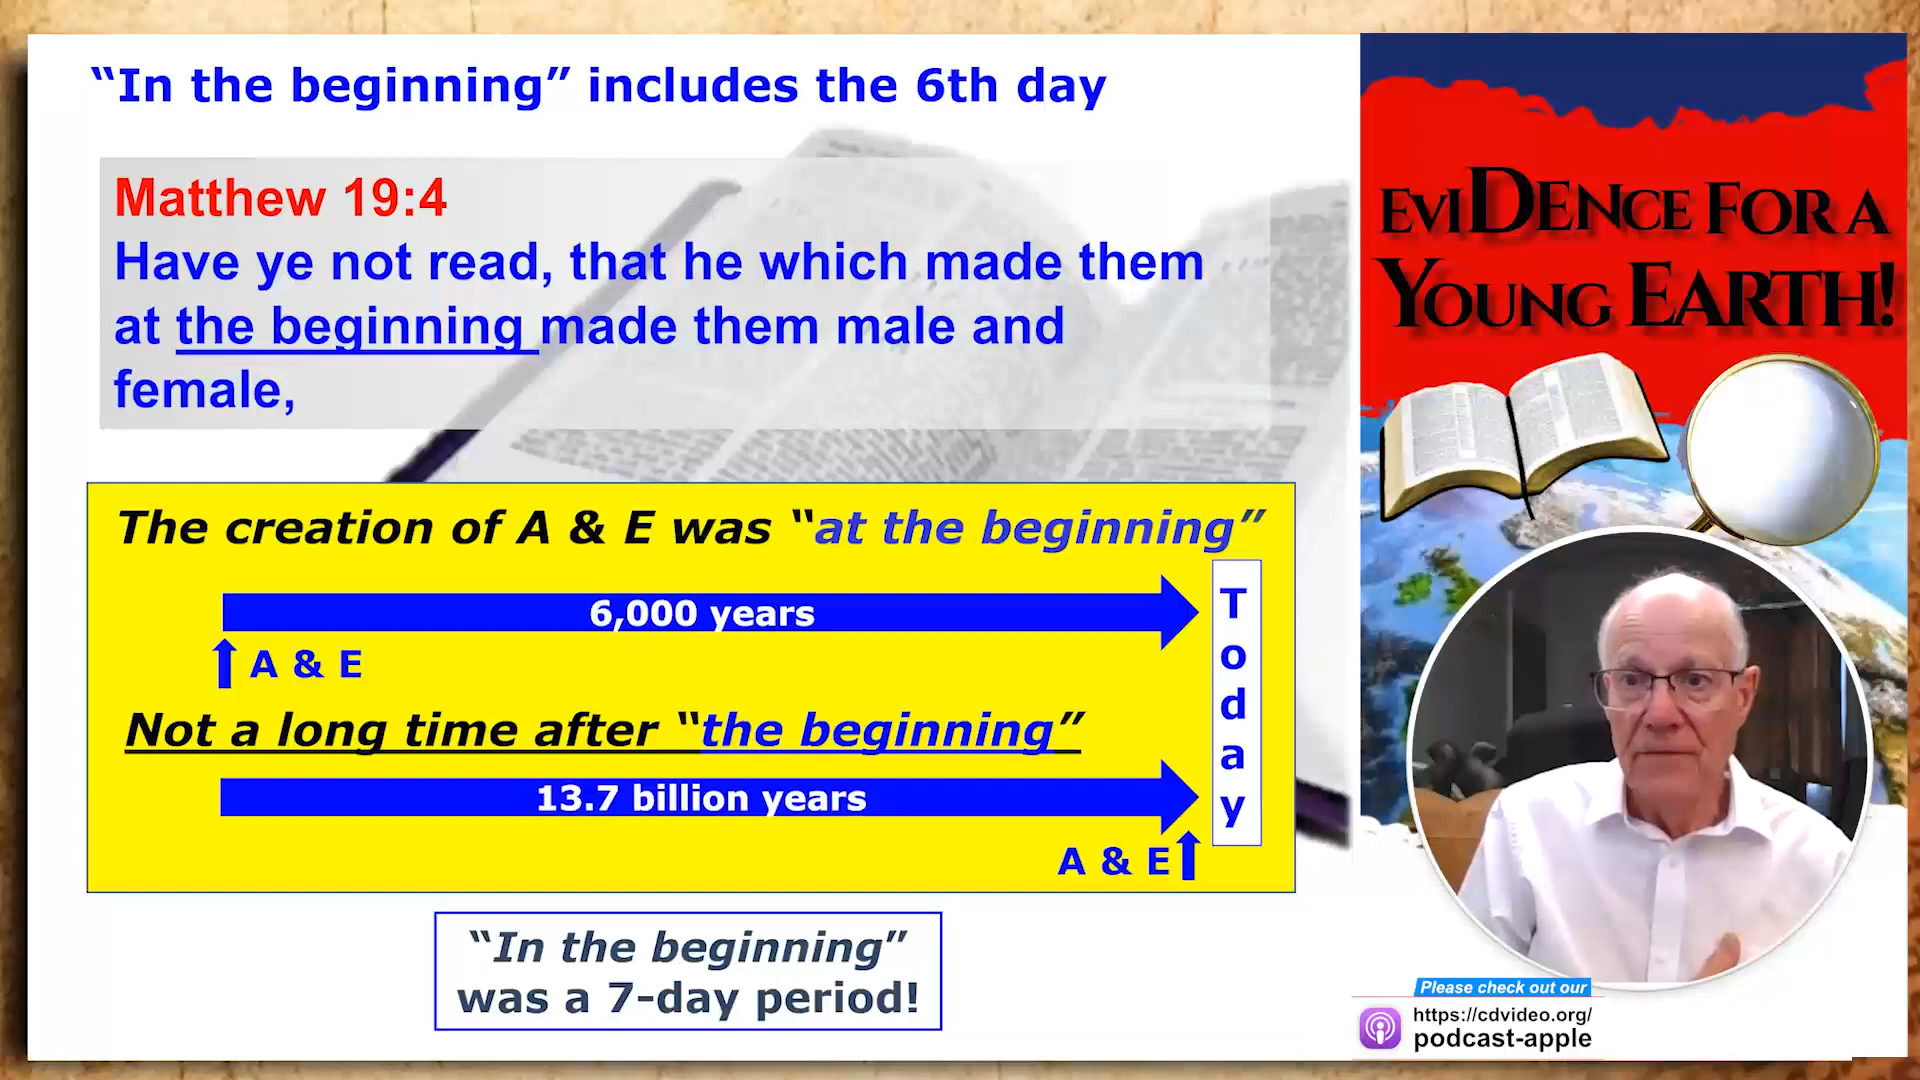 “In the beginning” includes the 6th day
Matthew 19:4
Have ye not read, that he which made them
at the beginning made them male and
female,
The creation of A & E was “at the beginning”
6,000 years
A & E
Not a long time after “the beginning”
13.7 billion years
A & E
Today
“In the beginning”
was a 7-day period!
EviDence For a
Young Earth!
Please check out our
https://cdvideo.org/
podcast-apple